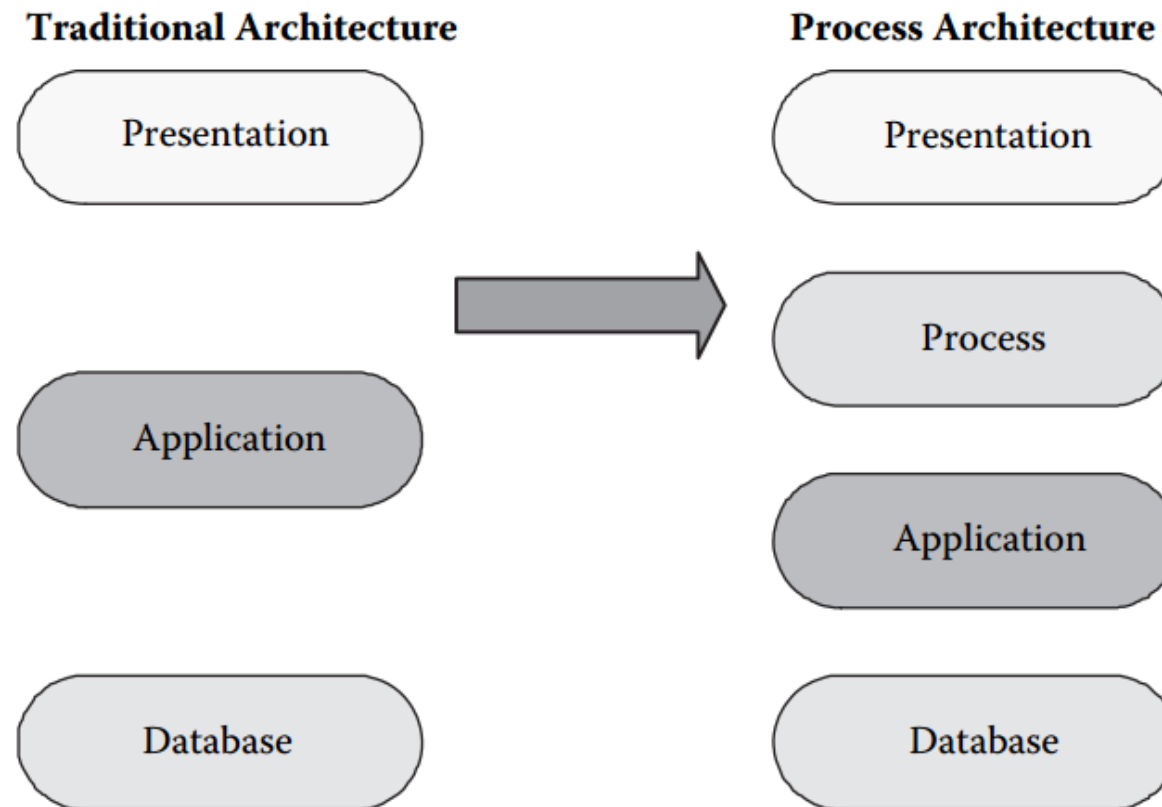 Traditional Architecture
Presentation
Application
Database
Process Architecture
Presentation
Process
Application
Database